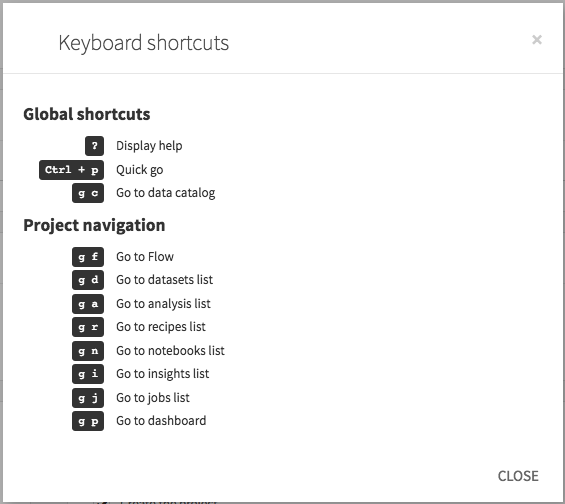 Keyboard shortcuts
×
Global shortcuts
? Display help
Ctrl + p Quick go
g c Go to data catalog
Project navigation
g f Go to Flow
g d Go to datasets list
g a Go to analysis list
g r Go to recipes list
g n Go to notebooks list
g i Go to insights list
g j Go to jobs list
g p Go to dashboard
CLOSE